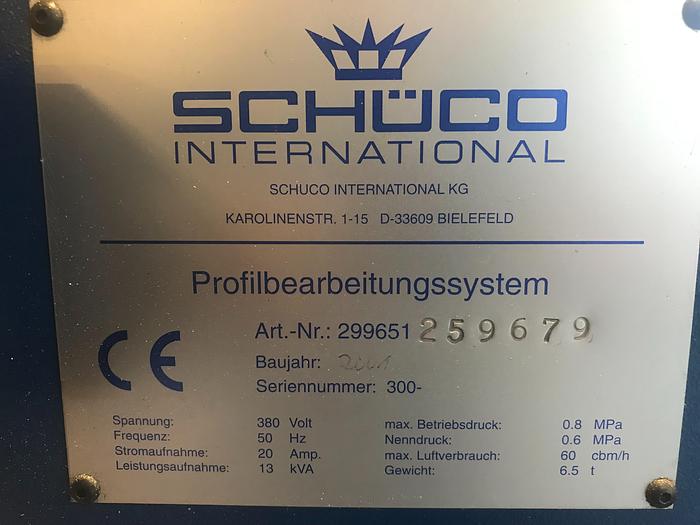 SCHÜCO
INTERNATIONAL
SCHUCO INTERNATIONAL KG
KAROLINENSTR. 1-15 D-33609 BIELEFELD
Profilbearbeitungssystem
CE
Art.-Nr.: 299651 259679
Baujahr: 2001
Seriennummer: 300-
Spannung: 380 Volt max. Betriebsdruck: 0.8 MPa
Frequenz: 50 Hz Nenndruck: 0.6 MPa
Stromaufnahme: 20 Amp. max. Luftverbrauch: 60 cbm/h
Leistungsaufnahme: 13 kVA Gewicht: 6.5 t